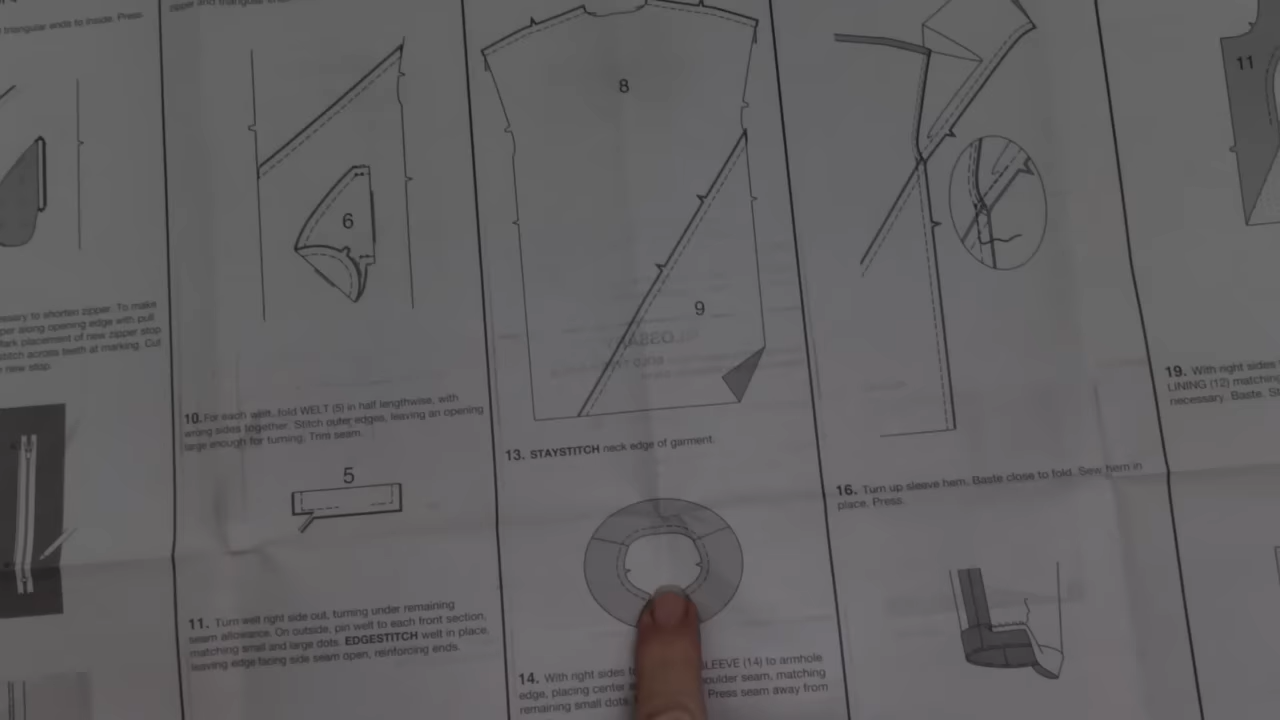 triangular ends to inside. Press
zipper and triangular
to shorten zipper. To make
along opening edge with pull
placement of new zipper stop
stitch across teeth at marking. Cut
new stop.
6
10. For each welt, fold WELT (5) in half lengthwise, with
wrong sides together. Stitch outer edges, leaving an opening
large enough for turning. Trim seam.
5
11. Turn welt right side out, turning under remaining
seam allowance. On outside, pin welt to each front section,
matching small and large dots. EDGESTITCH welt in place,
leaving edge facing side seam open, reinforcing ends.
8
9
13. STAYSTITCH neck edge of garment.
14. With right sides SLEEVE (14) to armhole
edge, placing center shoulder seam, matching
remaining small dots. Press seam away from
16. Turn up sleeve hem. Baste close to fold. Sew hem in
place. Press.
11
19. With right sides
LINING (12) matching
necessary. Baste.